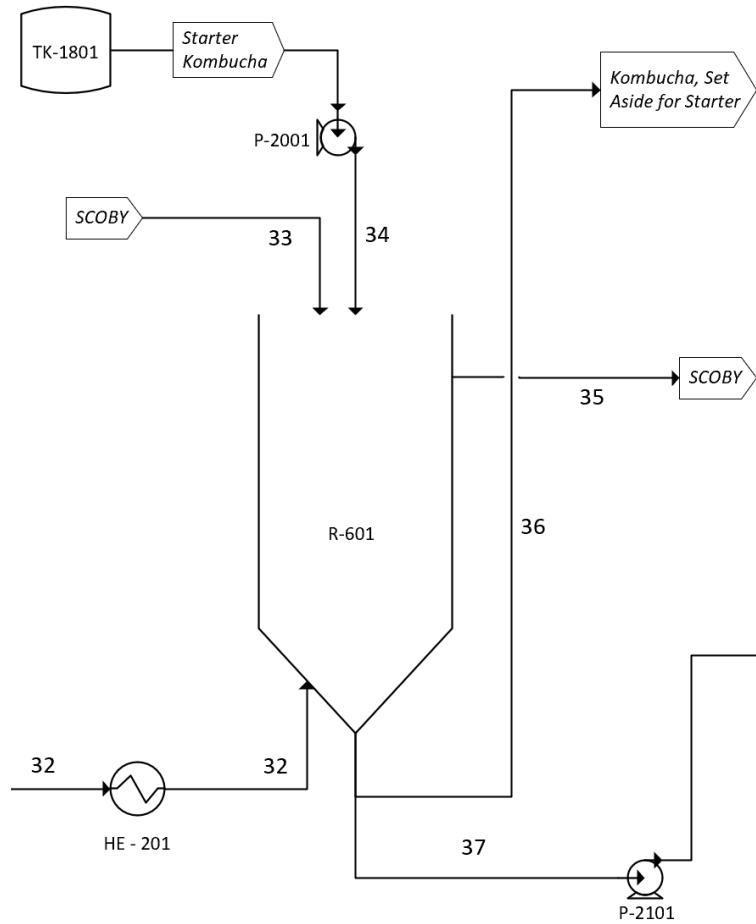 TK-1801
Starter
Kombucha
Kombucha, Set
Aside for Starter
P-2001
SCOBY
33
34
SCOBY
35
36
R-601
32
32
HE - 201
37
P-2101